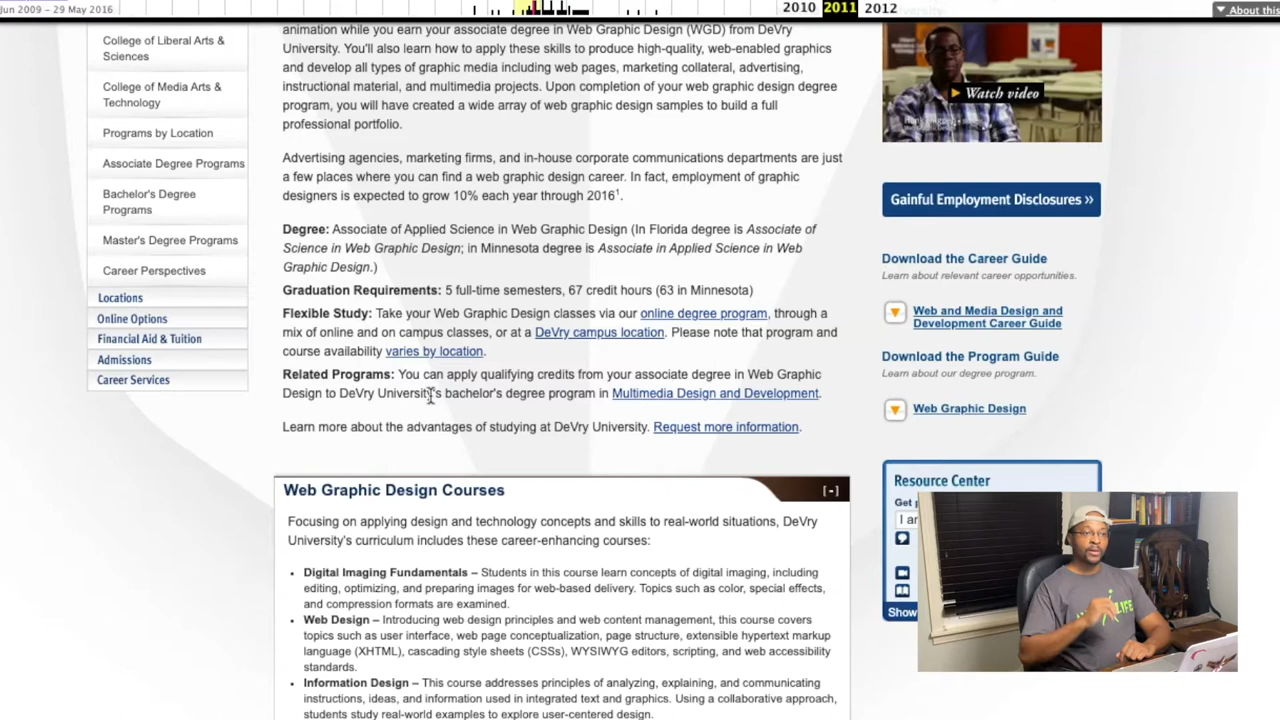 Jun 2009 – 29 May 2016
2010 2011 2012
About this
College of Liberal Arts &
Sciences
College of Media Arts &
Technology
Programs by Location
Associate Degree Programs
Bachelor's Degree
Programs
Master's Degree Programs
Career Perspectives
Locations
Online Options
Financial Aid & Tuition
Admissions
Career Services
animation while you earn your associate degree in Web Graphic Design (WGD) from DeVry
University. You'll also learn how to apply these skills to produce high-quality, web-enabled graphics
and develop all types of graphic media including web pages, marketing collateral, advertising,
instructional material, and multimedia projects. Upon completion of your web graphic design degree
program, you will have created a wide array of web graphic design samples to build a full
professional portfolio.
Advertising agencies, marketing firms, and in-house corporate communications departments are just
a few places where you can find a web graphic design career. In fact, employment of graphic
designers is expected to grow 10% each year through 2016¹.
Degree: Associate of Applied Science in Web Graphic Design (In Florida degree is Associate of
Science in Web Graphic Design; in Minnesota degree is Associate in Applied Science in Web
Graphic Design.)
Graduation Requirements: 5 full-time semesters, 67 credit hours (63 in Minnesota)
Flexible Study: Take your Web Graphic Design classes via our online degree program, through a
mix of online and on campus classes, or at a DeVry campus location. Please note that program and
course availability varies by location.
Related Programs: You can apply qualifying credits from your associate degree in Web Graphic
Design to DeVry University's bachelor's degree program in Multimedia Design and Development.
Learn more about the advantages of studying at DeVry University. Request more information.
Web Graphic Design Courses
[-]
Focusing on applying design and technology concepts and skills to real-world situations, DeVry
University's curriculum includes these career-enhancing courses:
• Digital Imaging Fundamentals – Students in this course learn concepts of digital imaging, including
editing, optimizing, and preparing images for web-based delivery. Topics such as color, special effects,
and compression formats are examined.
• Web Design – Introducing web design principles and web content management, this course covers
topics such as user interface, web page conceptualization, page structure, extensible hypertext markup
language (XHTML), cascading style sheets (CSSs), WYSIWYG editors, scripting, and web accessibility
standards.
• Information Design – This course addresses principles of analyzing, explaining, and communicating
instructions, ideas, and information used in integrated text and graphics. Using a collaborative approach,
students study real-world examples to explore user-centered design.
Watch video
Gainful Employment Disclosures »
Download the Career Guide
Learn about relevant career opportunities.
Web and Media Design and
Development Career Guide
Download the Program Guide
Learn about our degree program.
Web Graphic Design
Resource Center
Get
I am
Show
LIFE